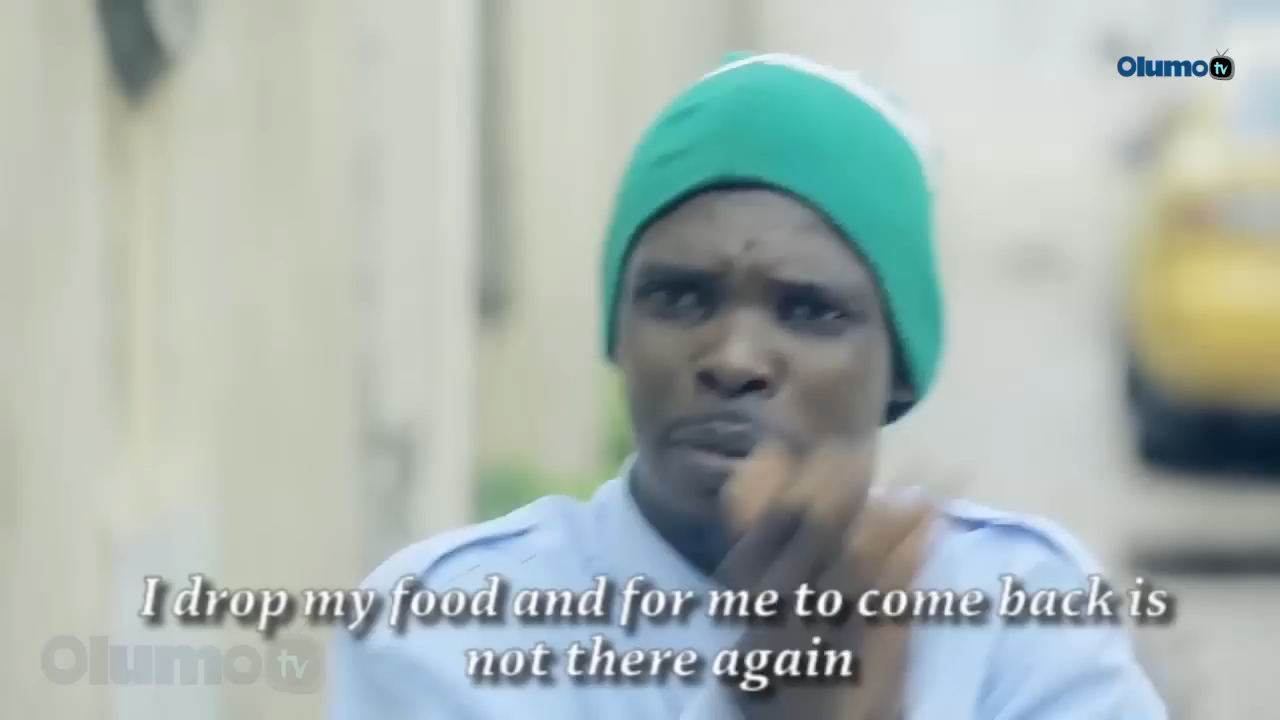 Olumo tv
I drop my food and for me to come back is
not there again
Olumo tv